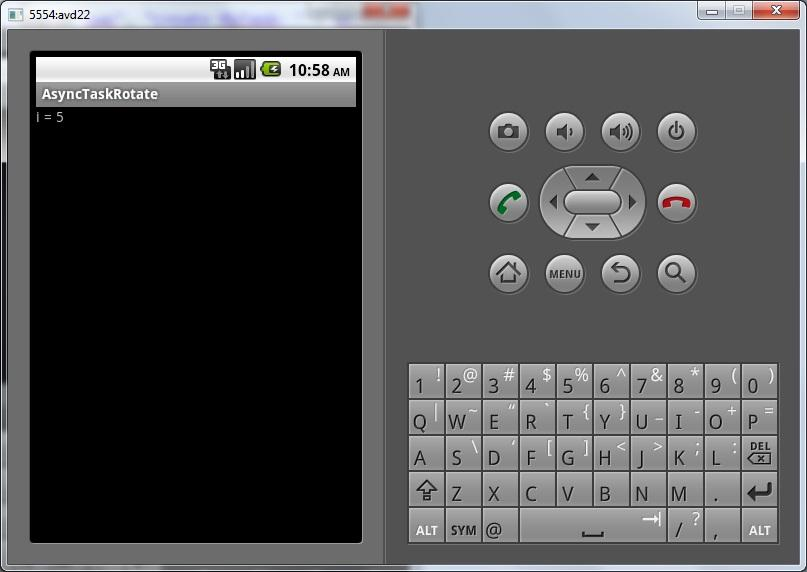 5554:avd22
3G 10:58 AM
AsyncTaskRotate
i = 5
MENU
1 ! 2 @ 3 # 4 $ 5 % 6 ^ 7 & 8 * 9 ( 0 )
Q | W ~ E “ R ` T { Y } U _ I - O + P =
A S \ D ‘ F [ G ] H < J > K ; L : DEL
Z X C V B N M .
ALT SYM @ / ? , ALT